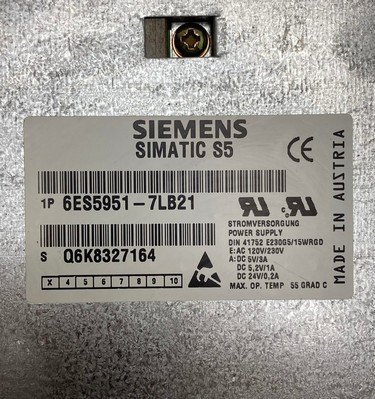 SIEMENS
SIMATIC S5
CE
1P 6ES5951-7LB21
S Q6K8327164
X 4 5 6 7 8 9 10
STROMVERSORGUNG
POWER SUPPLY
DIN 41752 E230G5/15WRGD
E: AC 120V/230V
A: DC 5V/3A
DC 5,2V/1A
DC 24V/0,2A
MAX. OP. TEMP 55 GRAD C
MADE IN AUSTRIA